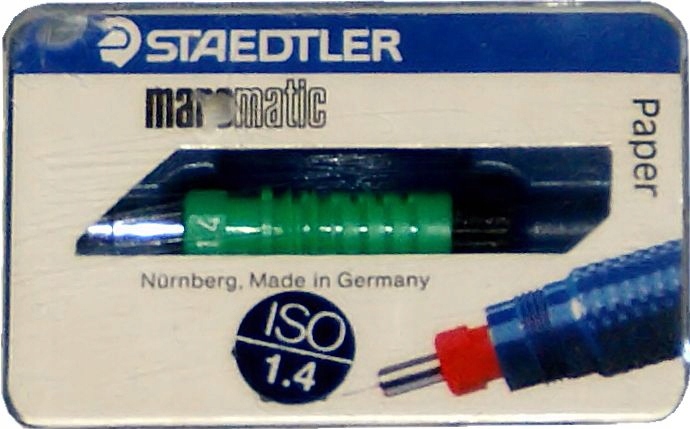 STAEDTLER
marsmatic
Paper
1.4
Nürnberg, Made in Germany
ISO
1.4